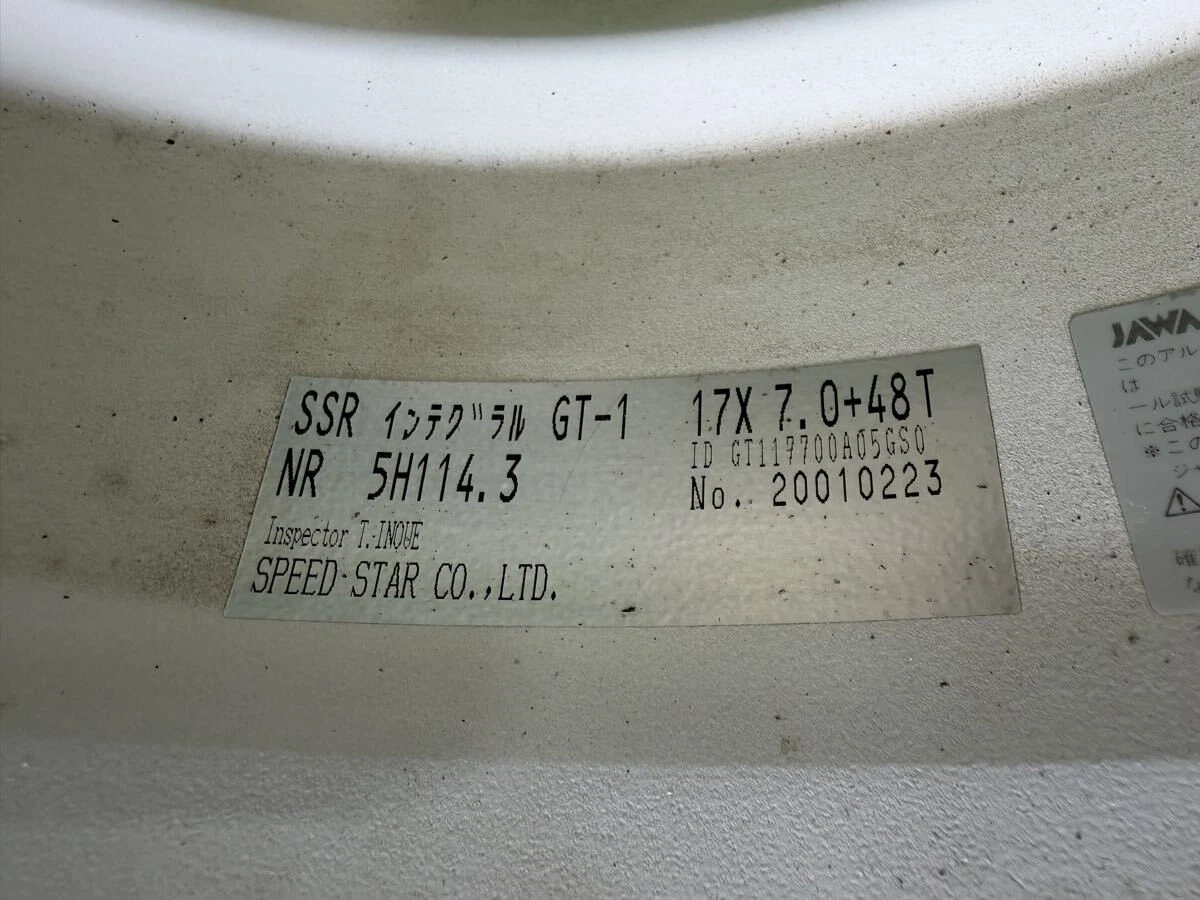 SSR インテグラル GT-1 17X 7.0+48T
ID GT117700A05GS0
NR 5H114.3
No. 20010223
Inspector T.INOUE
SPEED STAR CO.,LTD.
JAWA
このアル
は
ール試
に合格
※この
ジ
確